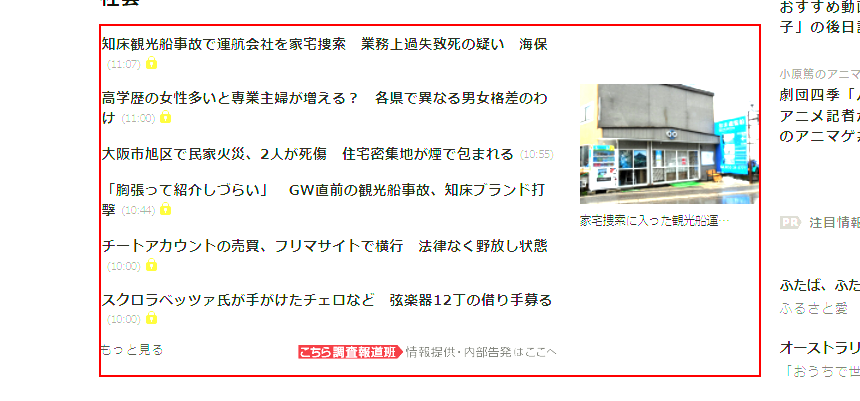 社会
知床観光船事故で運航会社を家宅捜索　業務上過失致死の疑い　海保
(11:07)
高学歴の女性多いと専業主婦が増える？　各県で異なる男女格差のわ
け (11:00)
大阪市旭区で民家火災、2人が死傷　住宅密集地が煙で包まれる (10:55)
「胸張って紹介しづらい」　GW直前の観光船事故、知床ブランド打
撃 (10:44)
チートアカウントの売買、フリマサイトで横行　法律なく野放し状態
(10:00)
スクロラベッツァ氏が手がけたチェロなど　弦楽器12丁の借り手募る
(10:00)
もっと見る
こちら調査報道班 情報提供・内部告発はここへ
家宅捜索に入った観光船運…
おすすめ動
子」の後日
小原篤のアニマ
劇団四季「
アニメ記者
のアニマゲ
PR 注目情報
ふたば、ふた
ふるさと愛
オーストラリ
「おうちで世